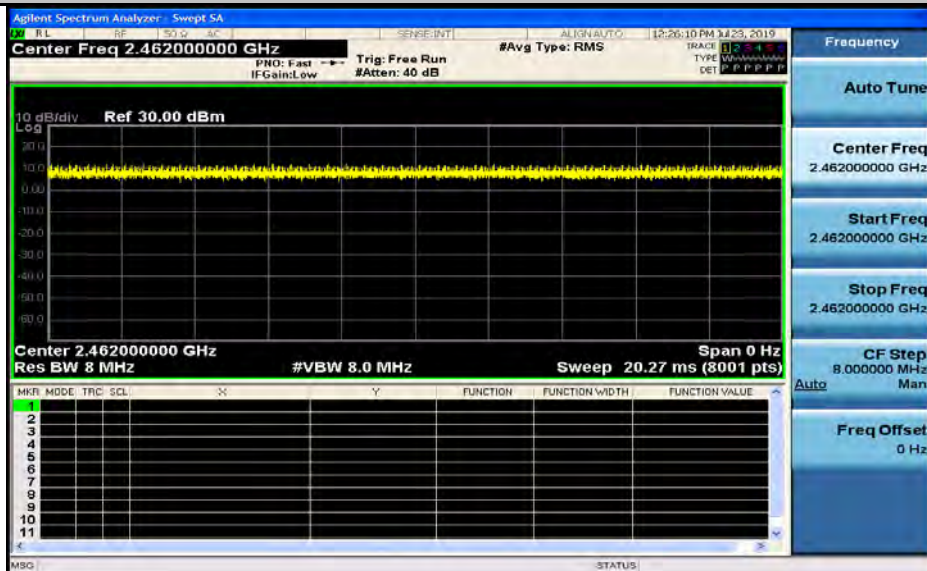 Agilent Spectrum Analyzer - Swept SA
RL RF 50 Ω AC SENSE:INT ALIGN AUTO 12:26:10 PM Jul 23, 2019
Center Freq 2.462000000 GHz #Avg Type: RMS TRACE 1 2 3 4 5 6
PNO: Fast Trig: Free Run TYPE
IFGain:Low #Atten: 40 dB DET P P P P P P
10 dB/div Ref 30.00 dBm
Log
20.0
10.0
0.00
-10.0
-20.0
-30.0
-40.0
-50.0
-60.0
Center 2.462000000 GHz Span 0 Hz
Res BW 8 MHz #VBW 8.0 MHz Sweep 20.27 ms (8001 pts)
MKR MODE TRC SCL X Y FUNCTION FUNCTION WIDTH FUNCTION VALUE
1
2
3
4
5
6
7
8
9
10
11
MSG STATUS
Frequency
Auto Tune
Center Freq
2.462000000 GHz
Start Freq
2.462000000 GHz
Stop Freq
2.462000000 GHz
CF Step
8.000000 MHz
Auto Man
Freq Offset
0 Hz